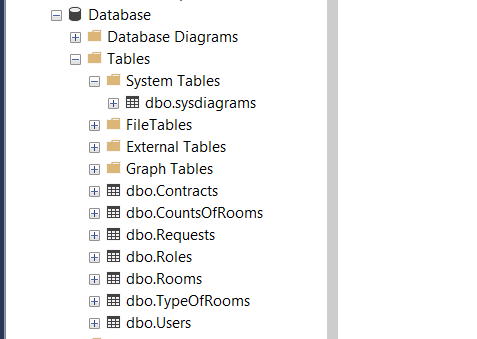 Database
Database Diagrams
Tables
System Tables
dbo.sysdiagrams
FileTables
External Tables
Graph Tables
dbo.Contracts
dbo.CountsOfRooms
dbo.Requests
dbo.Roles
dbo.Rooms
dbo.TypeOfRooms
dbo.Users